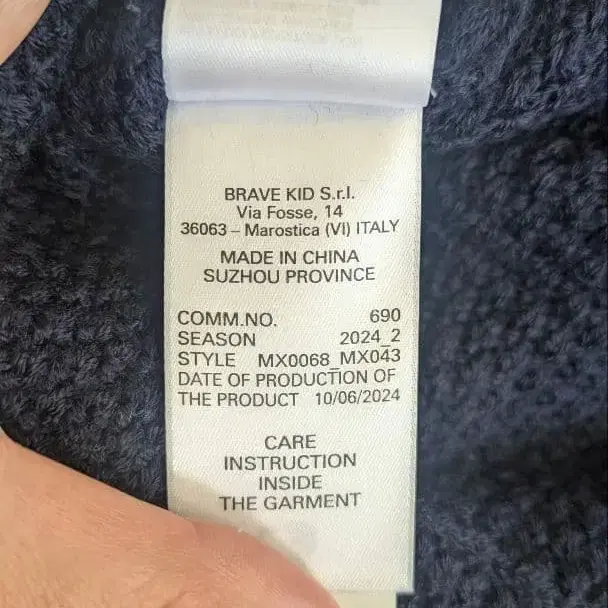 BRAVE KID S.r.l.
Via Fosse, 14
36063 – Marostica (VI) ITALY
MADE IN CHINA
SUZHOU PROVINCE
COMM.NO. 690
SEASON 2024_2
STYLE MX0068_MX043
DATE OF PRODUCTION OF
THE PRODUCT 10/06/2024
CARE
INSTRUCTION
INSIDE
THE GARMENT